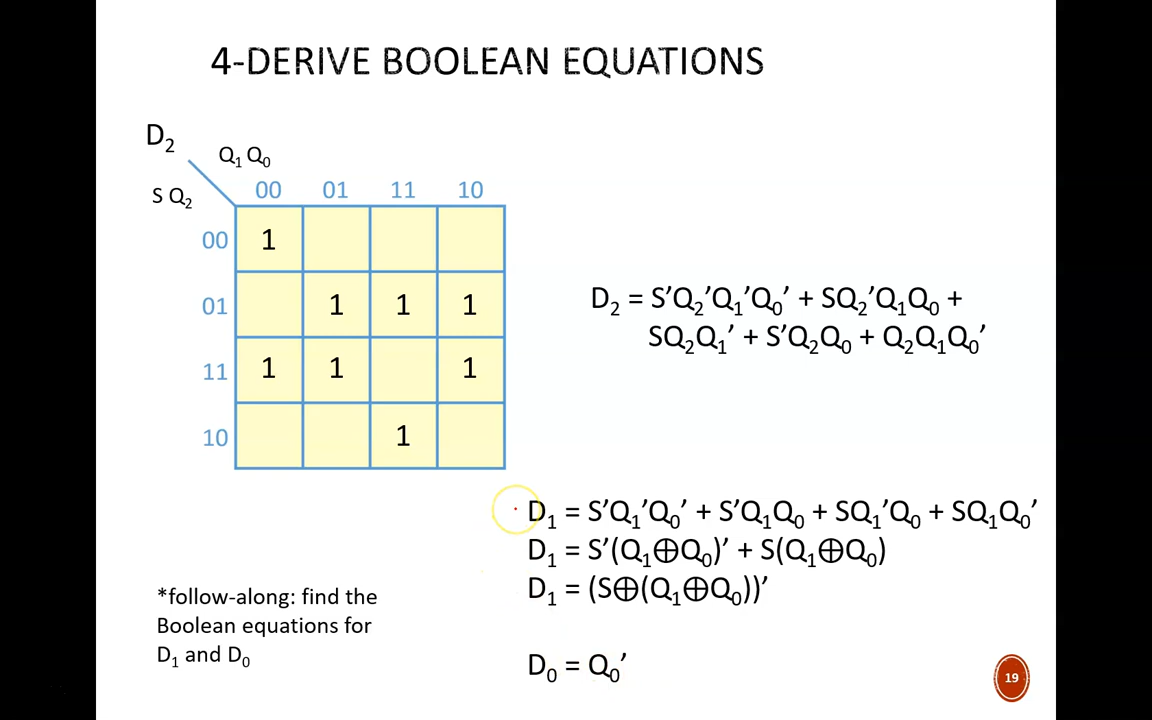 4-DERIVE BOOLEAN EQUATIONS
D₂
Q₁ Q₀
S Q₂
00 01 11 10
00 1
01 1 1 1
11 1 1 1
10 1
D₂ = S’Q₂’Q₁’Q₀’ + SQ₂’Q₁Q₀ +
SQ₂Q₁’ + S’Q₂Q₀ + Q₂Q₁Q₀’
D₁ = S’Q₁’Q₀’ + S’Q₁Q₀ + SQ₁’Q₀ + SQ₁Q₀’
D₁ = S’(Q₁⊕Q₀)’ + S(Q₁⊕Q₀)
D₁ = (S⊕(Q₁⊕Q₀))’
*follow-along: find the
Boolean equations for
D₁ and D₀
D₀ = Q₀’
19